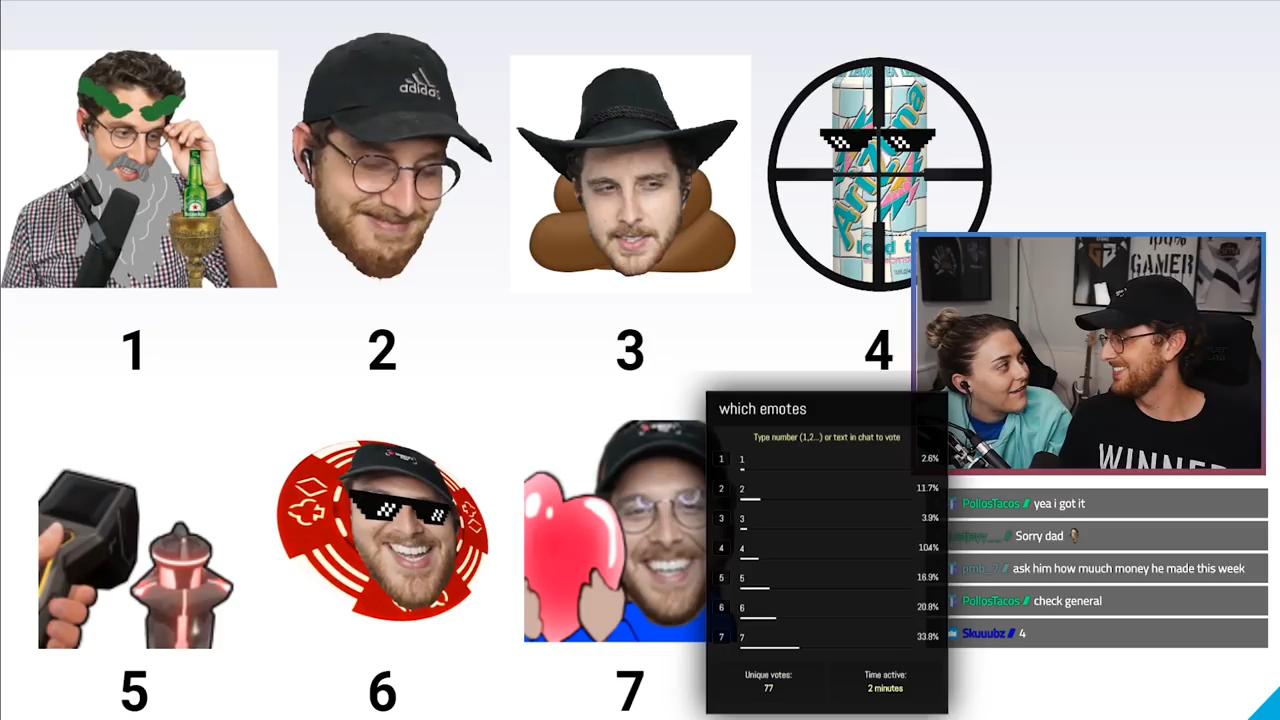 adidas
Arizona
Iced t
1
2
3
4
100%
GAMER
WINNER
which emotes
Type number (1,2...) or text in chat to vote
1 1 2.6%
2 2 11.7%
3 3 3.9%
4 4 10.4%
5 5 16.9%
6 6 20.8%
7 7 33.8%
Unique votes:
77
Time active:
2 minutes
PollosTacos // yea i got it
Sorry dad
pmb_7 // ask him how muuch money he made this week
PollosTacos // check general
Skuuubz // 4
5
6
7